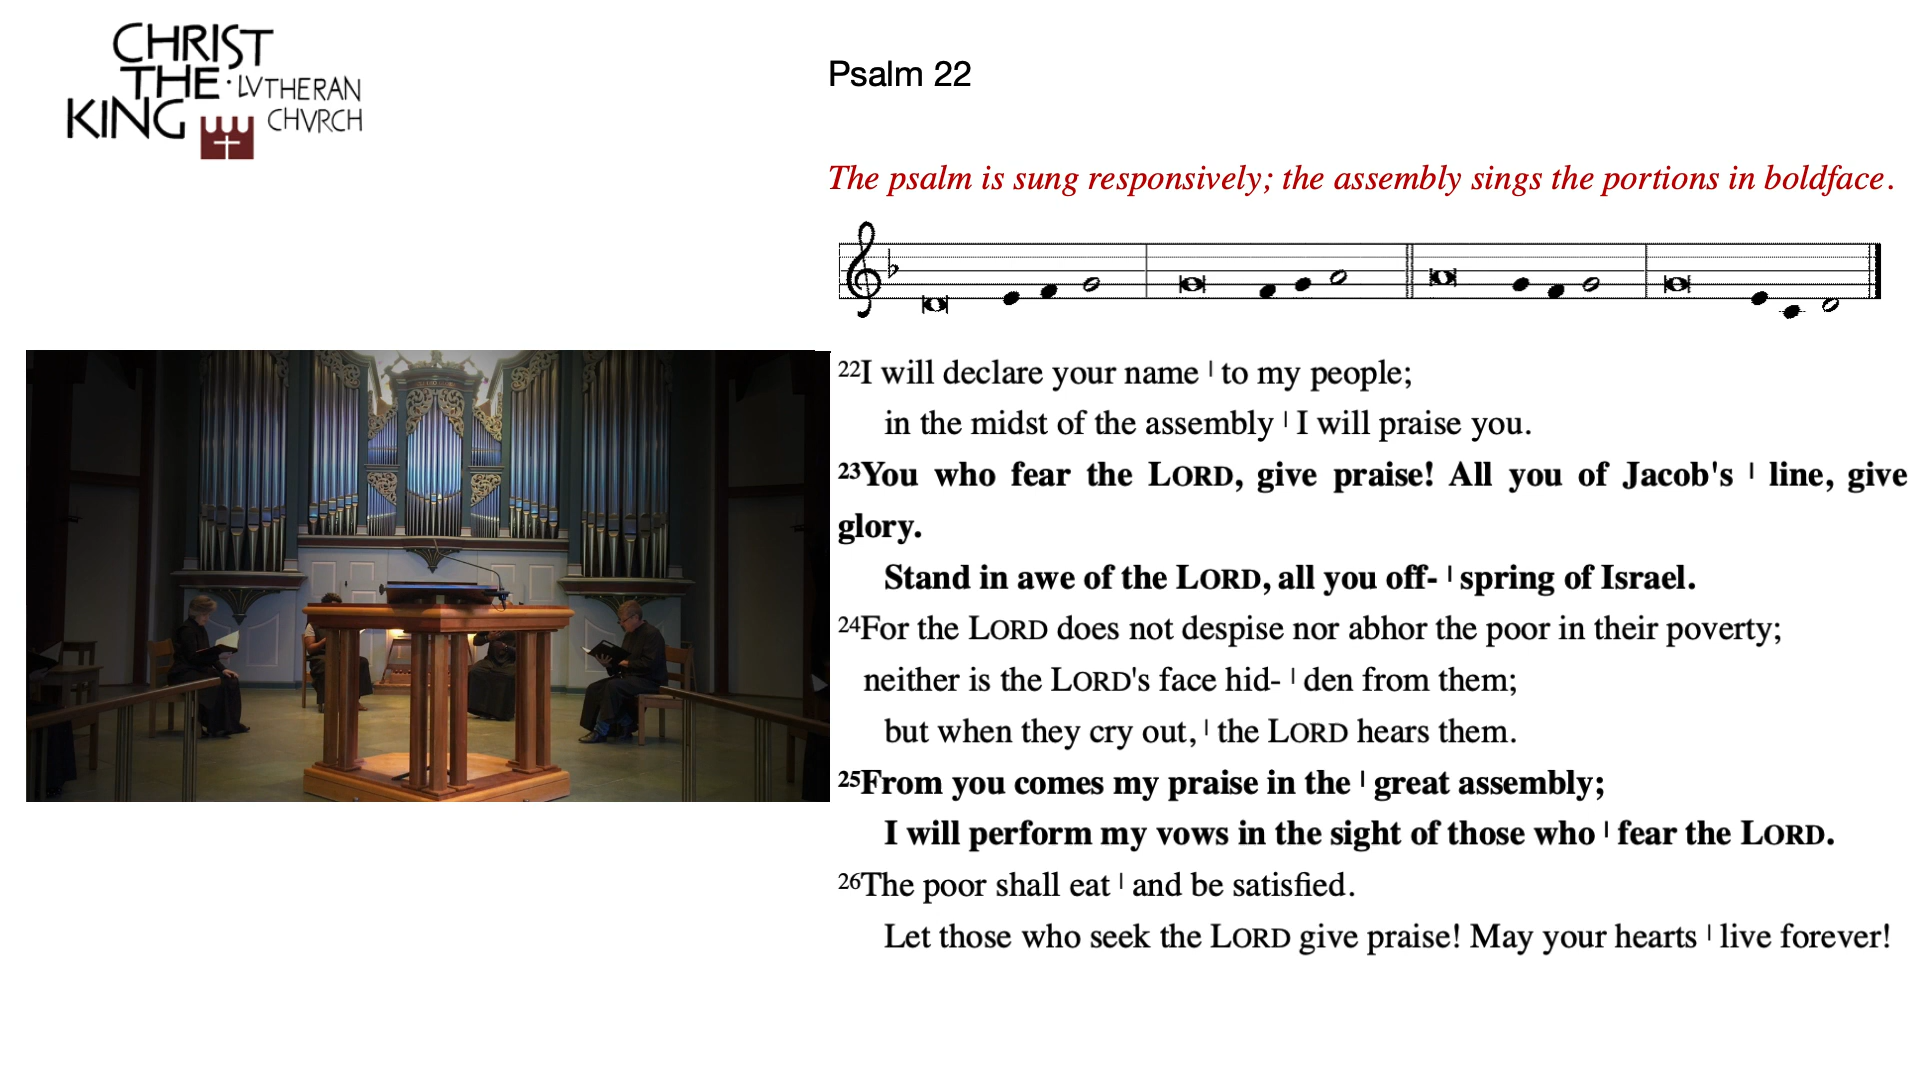 CHRIST
THE · LVTHERAN
KING CHVRCH
Psalm 22
The psalm is sung responsively; the assembly sings the portions in boldface.
22I will declare your name | to my people;
in the midst of the assembly | I will praise you.
23You who fear the LORD, give praise! All you of Jacob's | line, give
glory.
Stand in awe of the LORD, all you off- | spring of Israel.
24For the LORD does not despise nor abhor the poor in their poverty;
neither is the LORD's face hid- | den from them;
but when they cry out, | the LORD hears them.
25From you comes my praise in the | great assembly;
I will perform my vows in the sight of those who | fear the LORD.
26The poor shall eat | and be satisfied.
Let those who seek the LORD give praise! May your hearts | live forever!